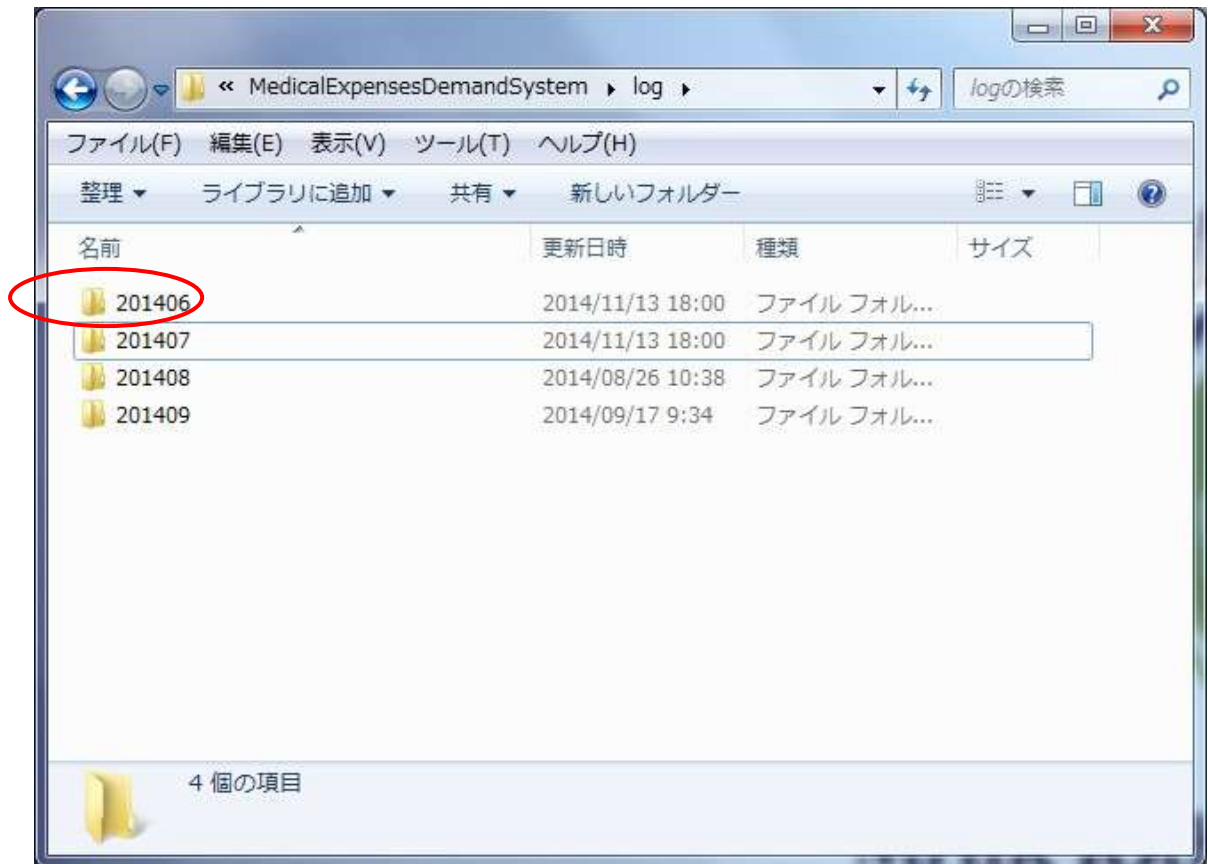 « MedicalExpensesDemandSystem ▸ log ▸ logの検索
ファイル(F) 編集(E) 表示(V) ツール(T) ヘルプ(H)
整理 ▼ ライブラリに追加 ▼ 共有 ▼ 新しいフォルダー
名前 更新日時 種類 サイズ
201406 2014/11/13 18:00 ファイル フォル...
201407 2014/11/13 18:00 ファイル フォル...
201408 2014/08/26 10:38 ファイル フォル...
201409 2014/09/17 9:34 ファイル フォル...
4 個の項目